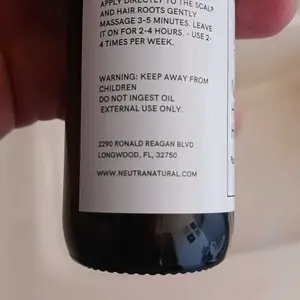 APPLY DIRECTLY TO THE SCALP
AND HAIR ROOTS GENTLY
MASSAGE 3-5 MINUTES. LEAVE
IT ON FOR 2-4 HOURS. - USE 2-
4 TIMES PER WEEK.
WARNING: KEEP AWAY FROM
CHILDREN
DO NOT INGEST OIL
EXTERNAL USE ONLY.
2290 RONALD REAGAN BLVD
LONGWOOD, FL, 32750
WWW.NEUTRANATURAL.COM